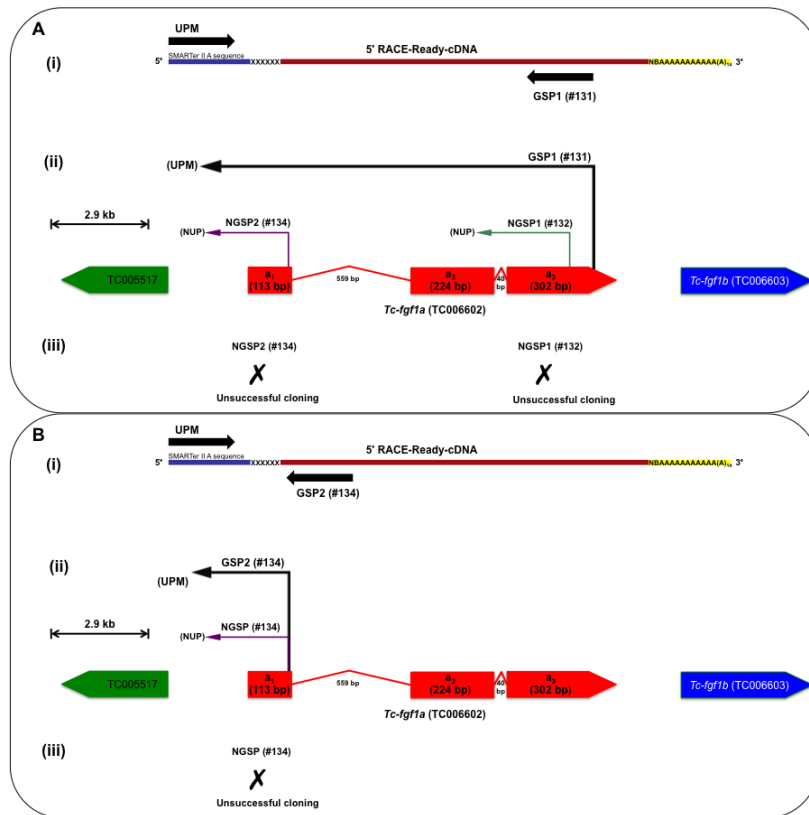 A
UPM
(i)
5' RACE-Ready-cDNA
SMARTer II A sequence
5' XXXXXX NBAAAAAAAAAAA(A)n 3'
GSP1 (#131)
(ii)
(UPM) GSP1 (#131)
2.9 kb
NGSP2 (#134) NGSP1 (#132)
(NUP) (NUP)
TC005517 a1 (113 bp) 559 bp a2 (224 bp) 40 bp a3 (302 bp) Tc-fgf1b (TC006603)
Tc-fgf1a (TC006602)
(iii)
NGSP2 (#134) NGSP1 (#132)
✗ ✗
Unsuccessful cloning Unsuccessful cloning
B
UPM
(i)
5' RACE-Ready-cDNA
SMARTer II A sequence
5' XXXXXX NBAAAAAAAAAAA(A)n 3'
GSP2 (#134)
(ii)
GSP2 (#134)
(UPM)
2.9 kb
NGSP (#134)
(NUP)
TC005517 a1 (113 bp) 559 bp a2 (224 bp) 40 bp a3 (302 bp) Tc-fgf1b (TC006603)
Tc-fgf1a (TC006602)
(iii)
NGSP (#134)
✗
Unsuccessful cloning